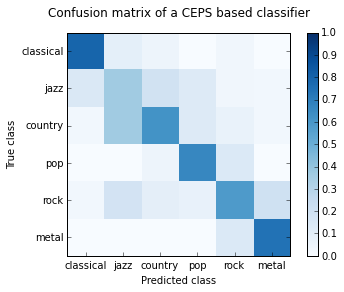 Confusion matrix of a CEPS based classifier
True class
classical
jazz
country
pop
rock
metal
classical jazz country pop rock metal
Predicted class
1.0
0.9
0.8
0.7
0.6
0.5
0.4
0.3
0.2
0.1
0.0